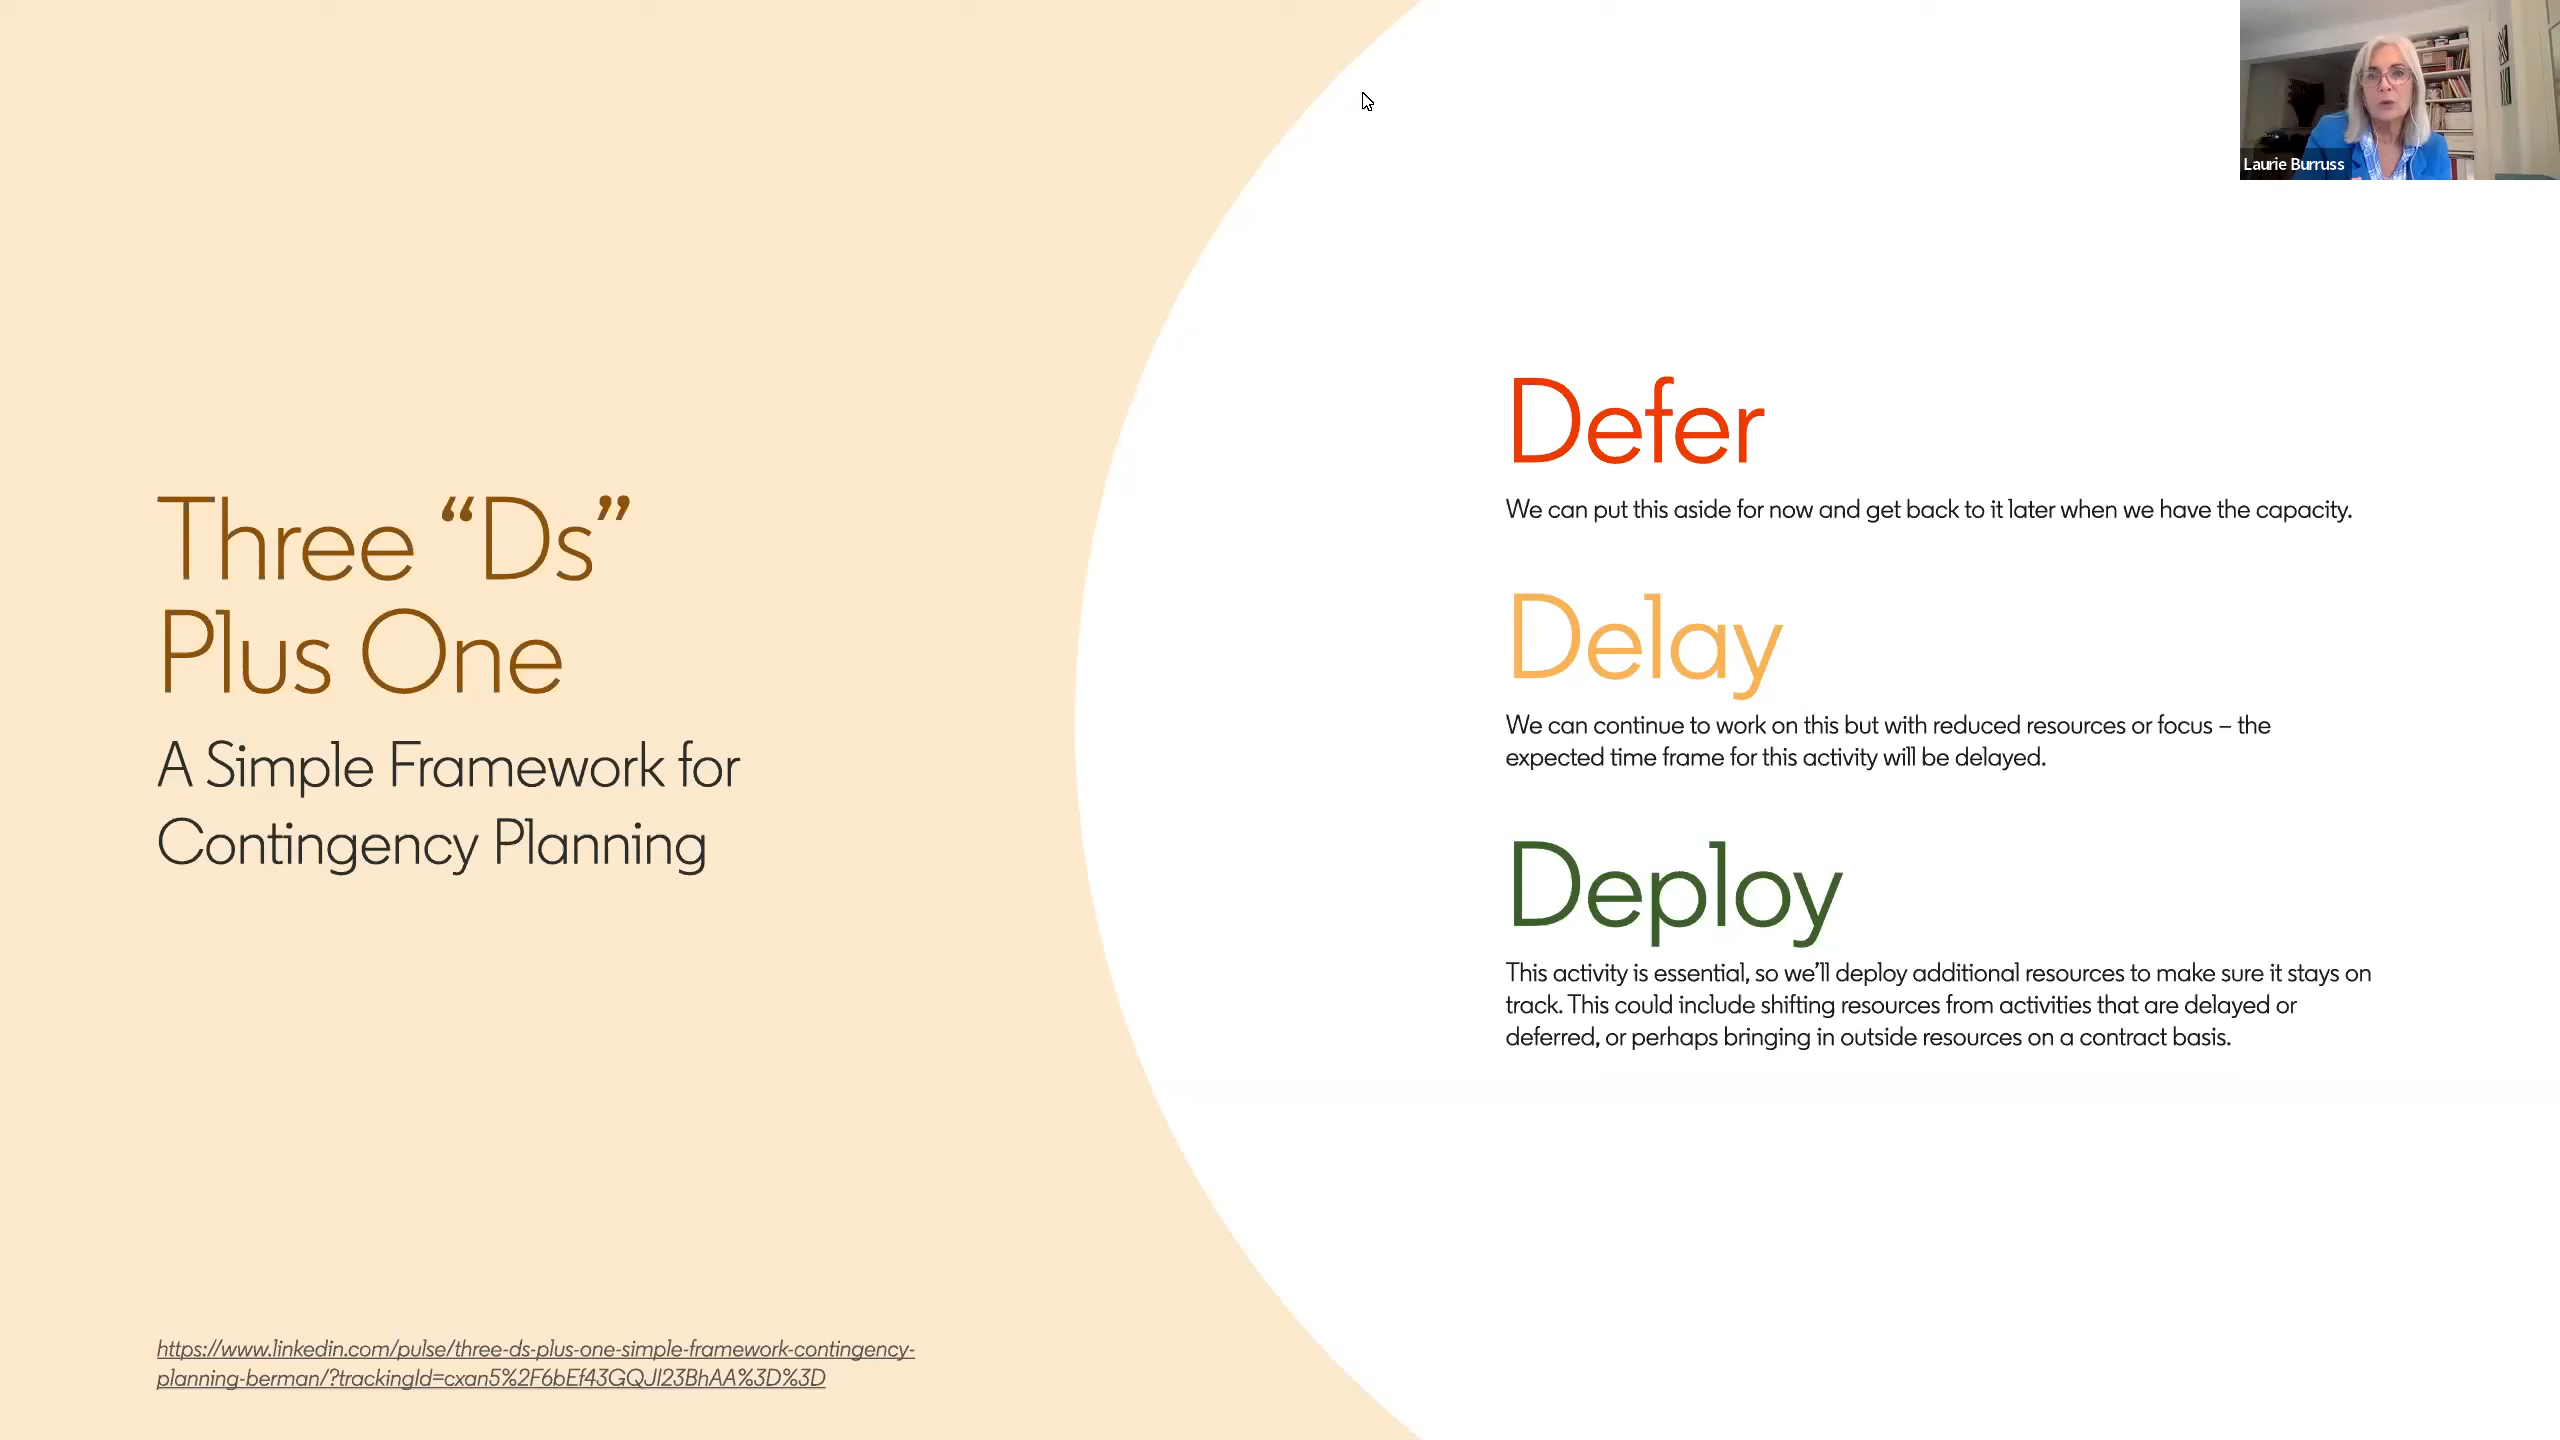 Three “Ds”
Plus One
A Simple Framework for
Contingency Planning
https://www.linkedin.com/pulse/three-ds-plus-one-simple-framework-contingency-
planning-berman/?trackingId=cxan5%2F6bEf43GQJl23BhAA%3D%3D
Defer
We can put this aside for now and get back to it later when we have the capacity.
Delay
We can continue to work on this but with reduced resources or focus – the
expected time frame for this activity will be delayed.
Deploy
This activity is essential, so we’ll deploy additional resources to make sure it stays on
track. This could include shifting resources from activities that are delayed or
deferred, or perhaps bringing in outside resources on a contract basis.
Laurie Burruss